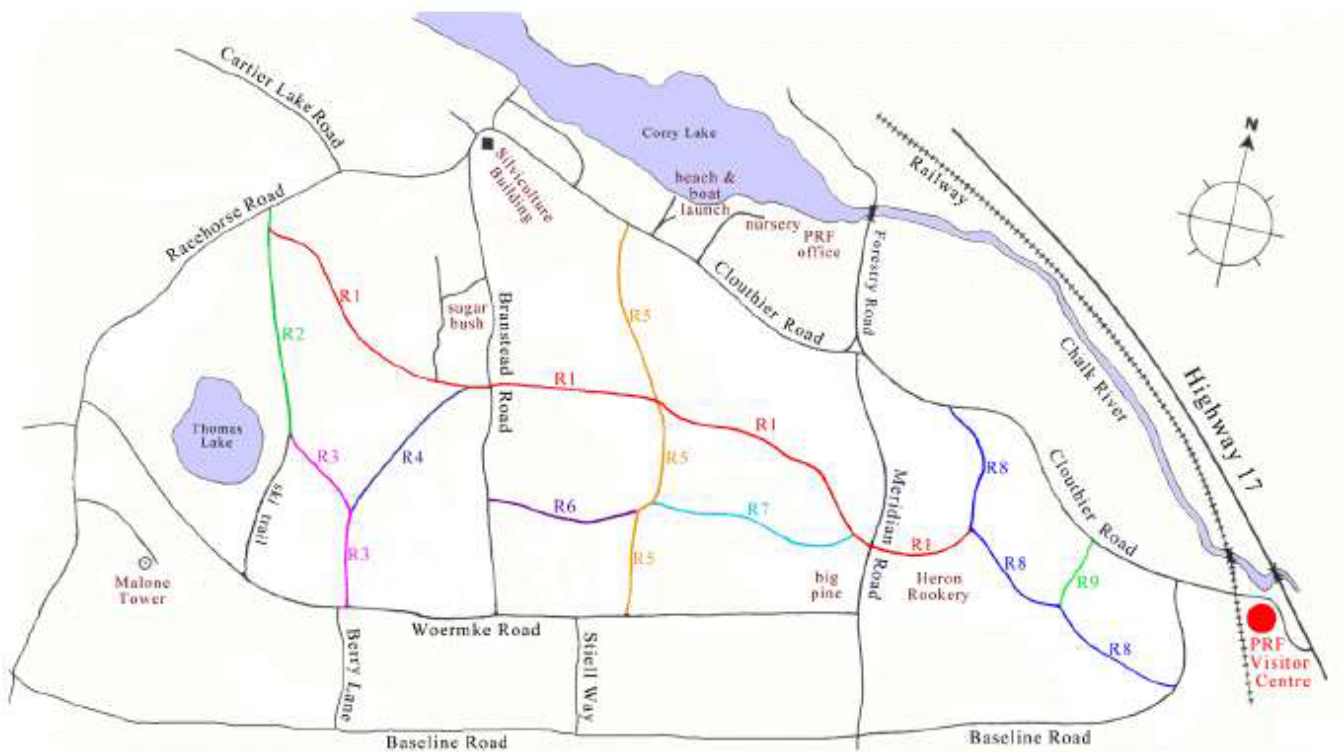 Cartier Lake Road
Corry Lake
N
Railway
Silviculture
Building
beach &
boat
launch
nursery
PRF
office
Forestry Road
Racehorse Road
Clouthier Road
Highway 17
Chalk River
R1
sugar
bush
Branstead Road
R5
R2
R1
R1
Thomas
Lake
R3
R4
R5
Meridian Road
R8
Clouthier Road
ski trail
R6
R7
R3
R5
R1
R8
R9
Malone
Tower
big
pine
Heron
Rookery
Woermke Road
R8
PRF
Visitor
Centre
Berry Lane
Stiell Way
Baseline Road
Baseline Road